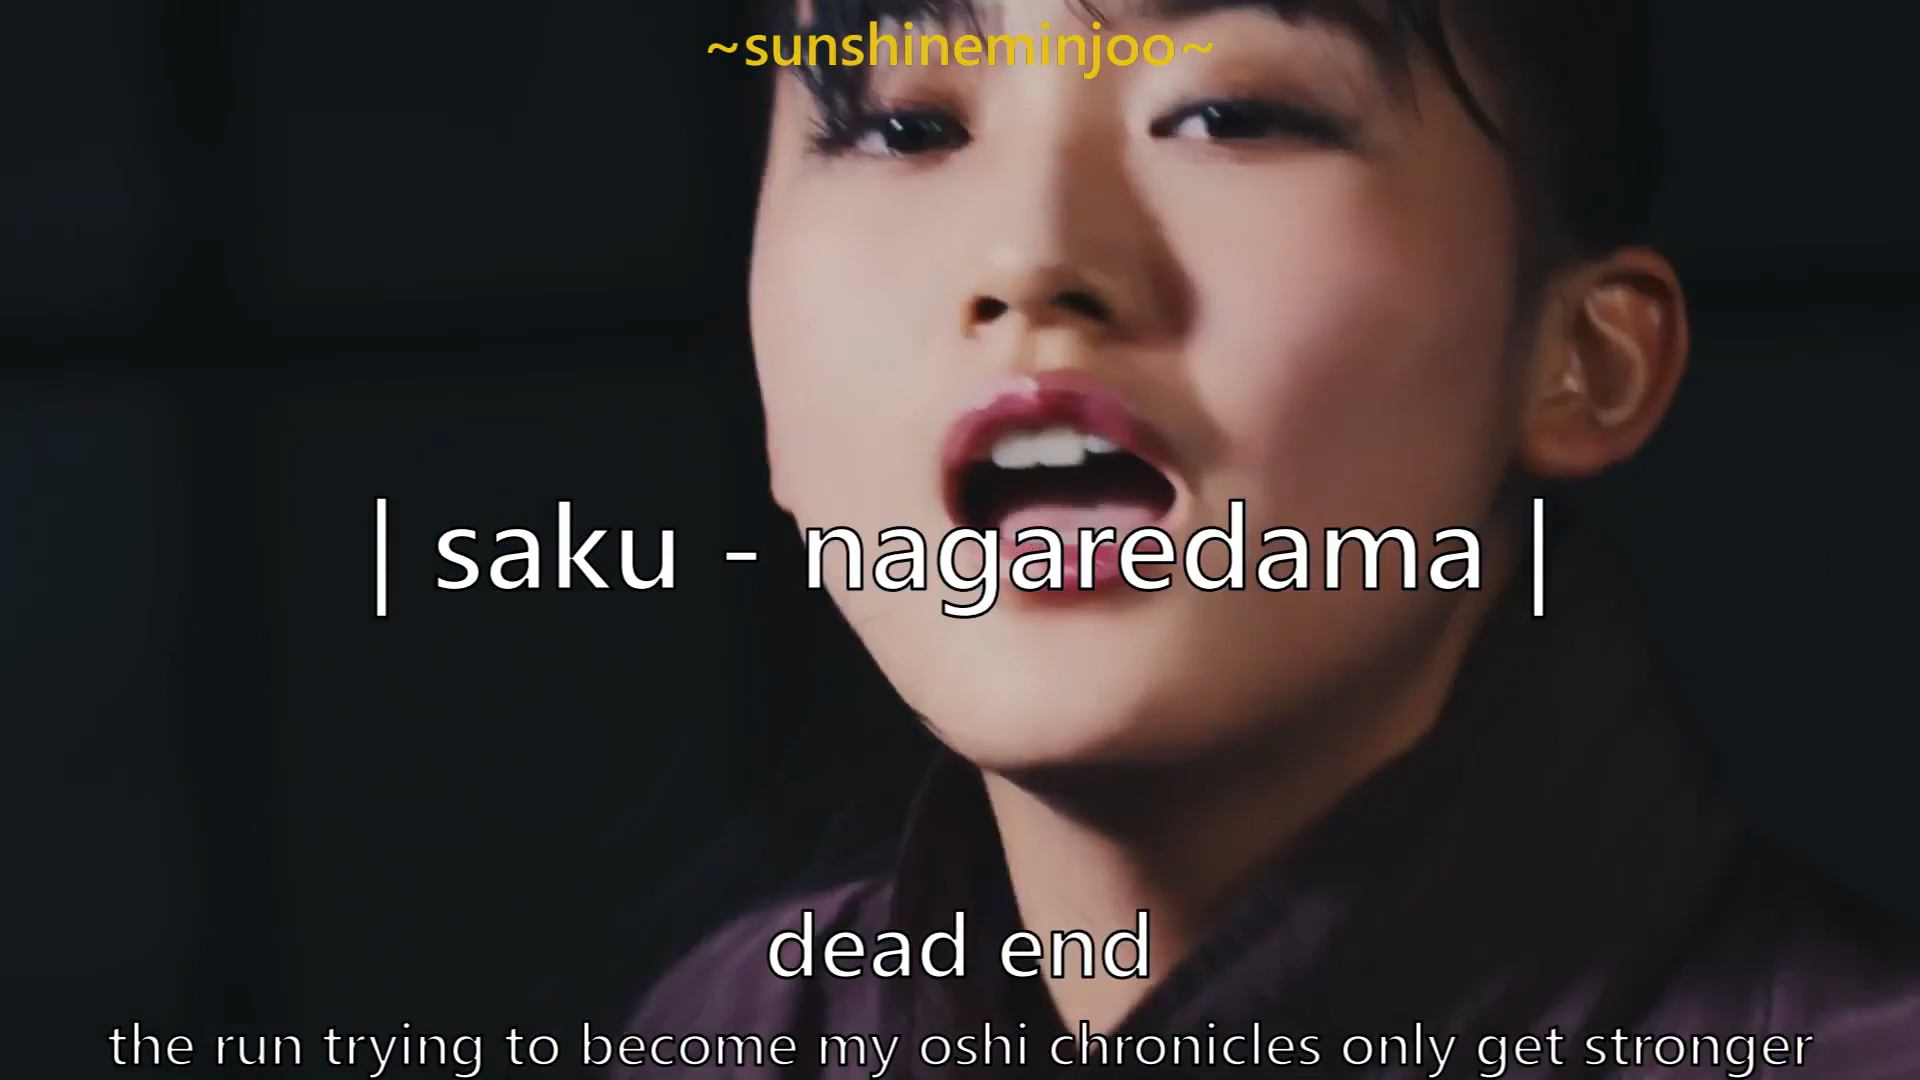 ~sunshineminjoo~
| saku - nagaredama |
dead end
the run trying to become my oshi chronicles only get stronger